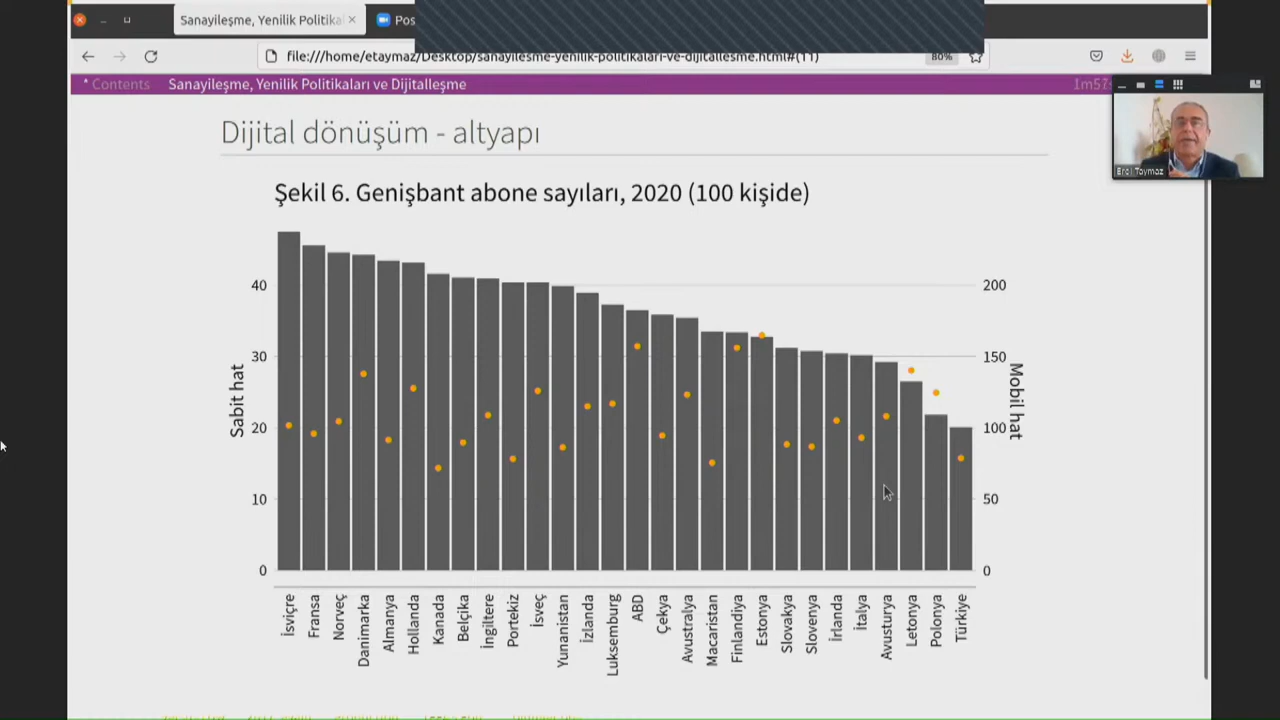 Sanayileşme, Yenilik Politika
Pos
file:///home/etaymaz/Desktop/sanayilesme-yenilik-politikalari-ve-dijitallesme.html#(11)
80%
* Contents
Sanayileşme, Yenilik Politikaları ve Dijitalleşme
1m57
Erol Taymaz
Dijital dönüşüm - altyapı
Şekil 6. Genişbant abone sayıları, 2020 (100 kişide)
40
30
20
10
0
Sabit hat
200
150
100
50
0
Mobil hat
İsviçre
Fransa
Norveç
Danimarka
Almanya
Hollanda
Kanada
Belçika
İngiltere
Portekiz
İsveç
Yunanistan
İzlanda
Luksemburg
ABD
Çekya
Avustralya
Macaristan
Finlandiya
Estonya
Slovakya
Slovenya
İrlanda
İtalya
Avusturya
Letonya
Polonya
Türkiye